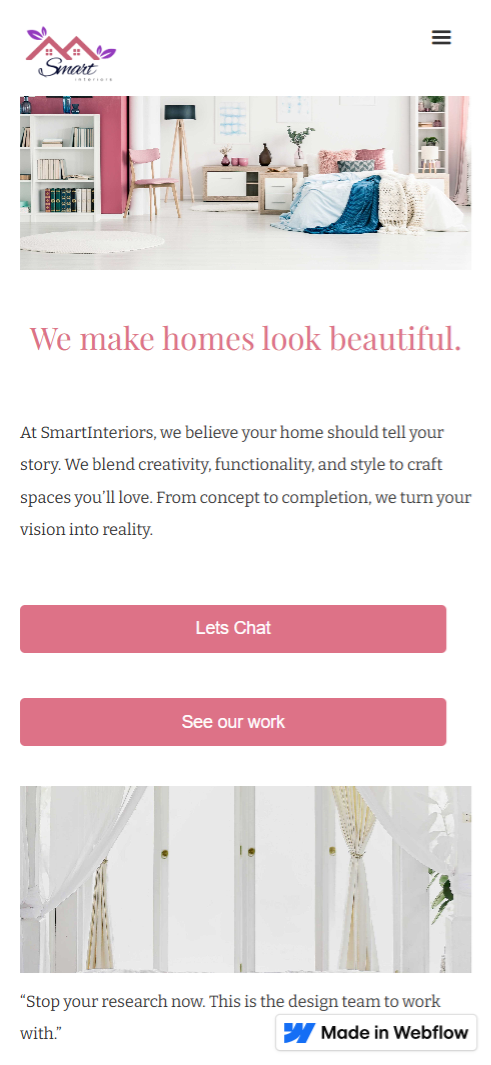 Smart
interiors
We make homes look beautiful.
At SmartInteriors, we believe your home should tell your
story. We blend creativity, functionality, and style to craft
spaces you’ll love. From concept to completion, we turn your
vision into reality.
Lets Chat
See our work
“Stop your research now. This is the design team to work
with.”
Made in Webflow